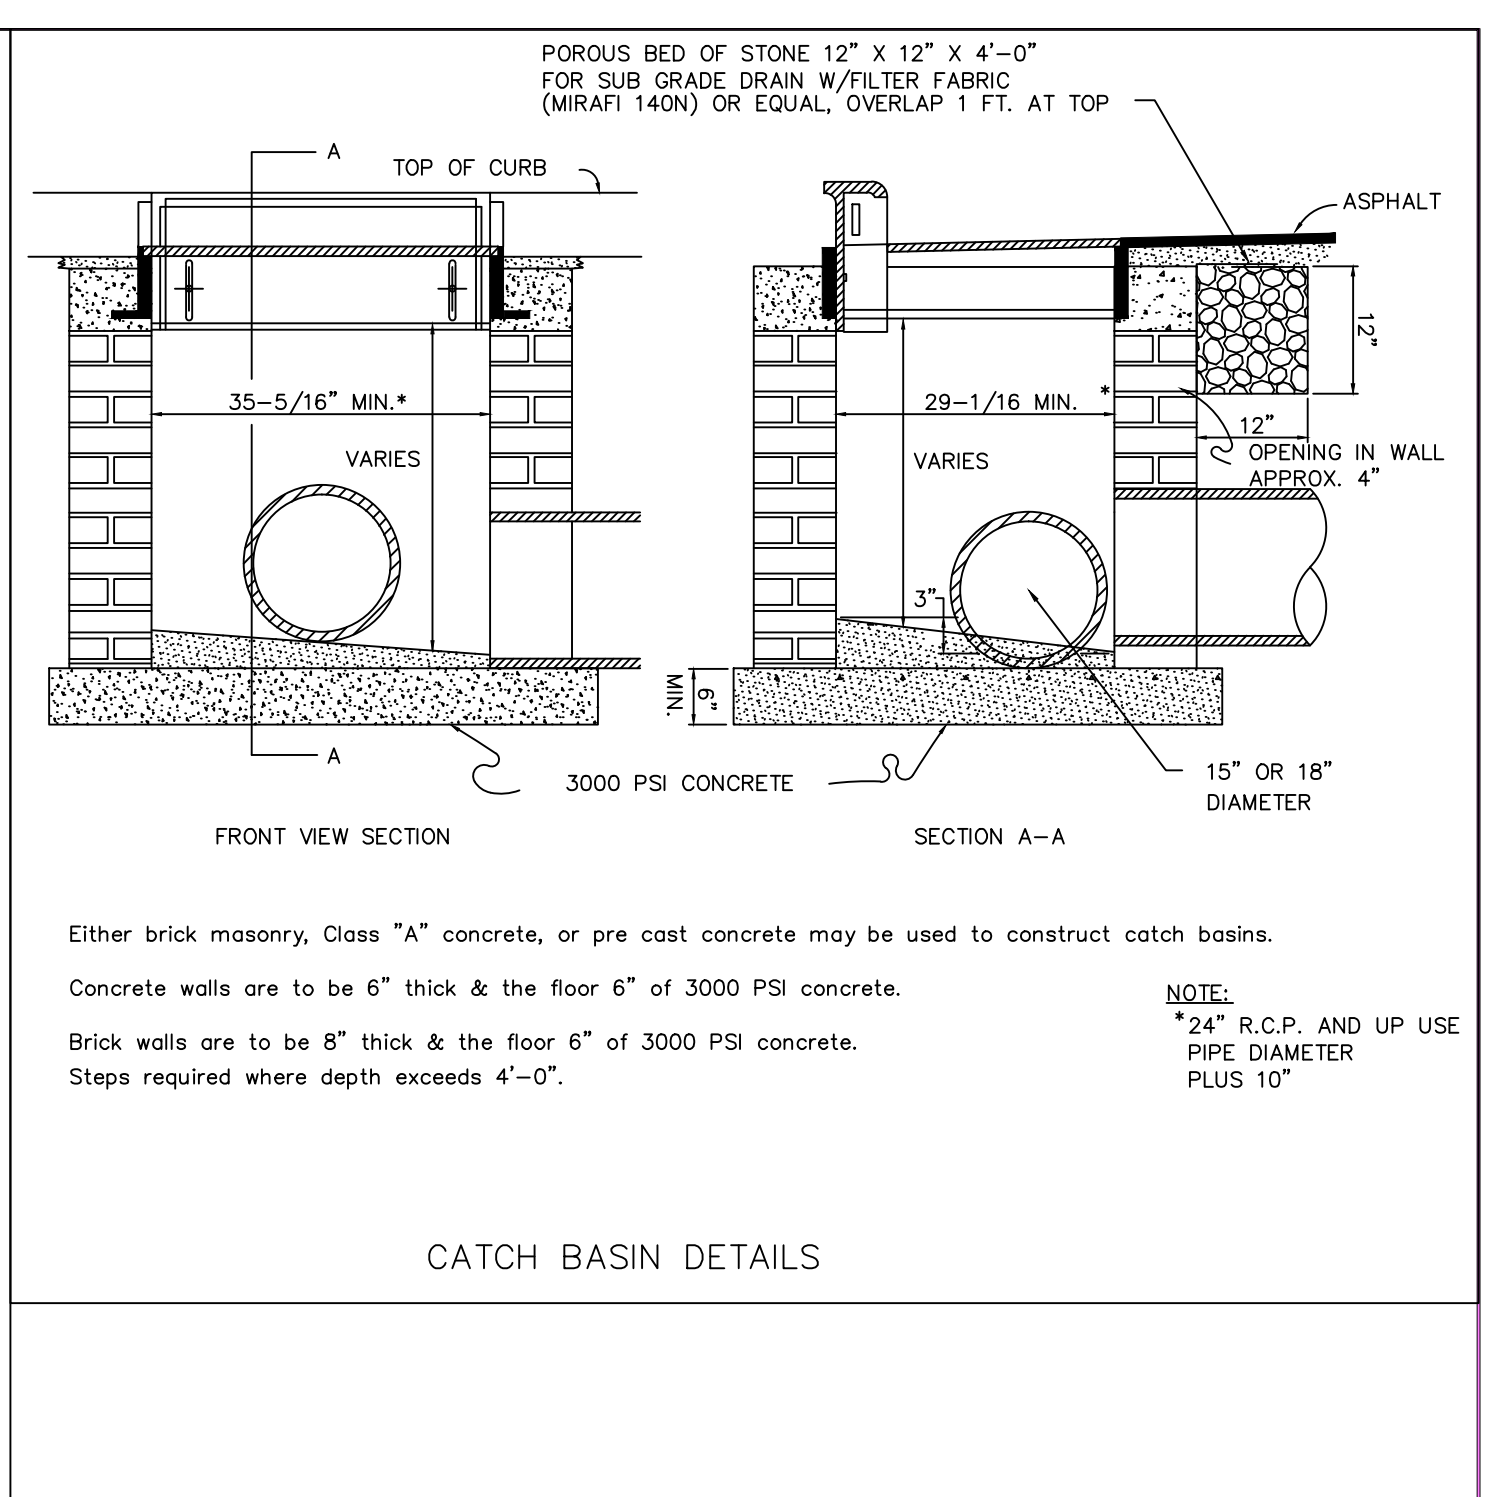 POROUS BED OF STONE 12" X 12" X 4'-0"
FOR SUB GRADE DRAIN W/FILTER FABRIC
(MIRAFI 140N) OR EQUAL, OVERLAP 1 FT. AT TOP
A
TOP OF CURB
ASPHALT
12"
35-5/16" MIN.*
29-1/16 MIN.
*
12"
VARIES
VARIES
OPENING IN WALL
APPROX. 4"
3"
6"
MIN.
A
3000 PSI CONCRETE
15" OR 18"
DIAMETER
FRONT VIEW SECTION
SECTION A-A
Either brick masonry, Class "A" concrete, or pre cast concrete may be used to construct catch basins.
Concrete walls are to be 6" thick & the floor 6" of 3000 PSI concrete.
Brick walls are to be 8" thick & the floor 6" of 3000 PSI concrete.
Steps required where depth exceeds 4'-0".
NOTE:
*24" R.C.P. AND UP USE
PIPE DIAMETER
PLUS 10"
CATCH BASIN DETAILS